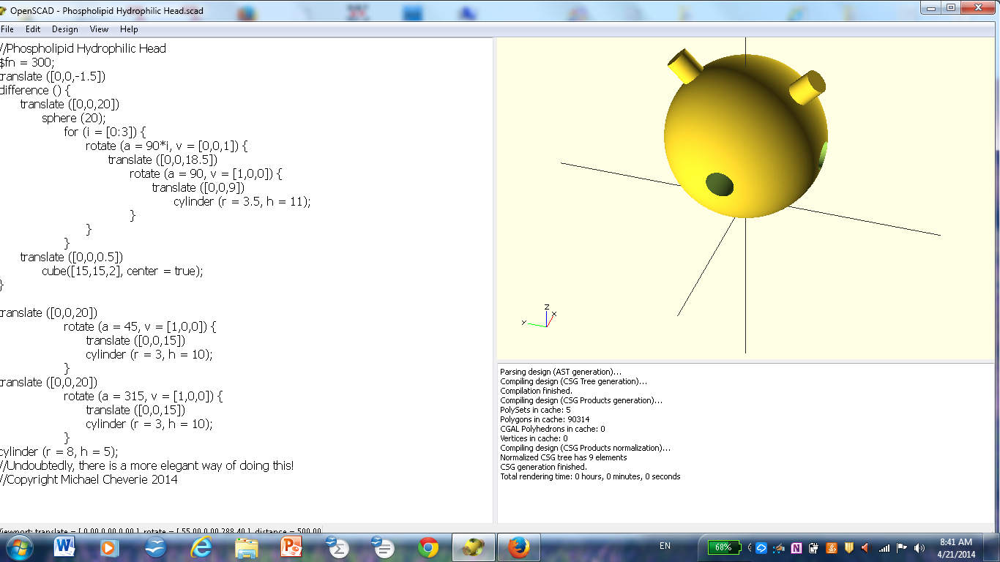 OpenSCAD - Phospholipid Hydrophilic Head.scad
File Edit Design View Help
//Phospholipid Hydrophilic Head
$fn = 300;
translate ([0,0,-1.5])
difference () {
translate ([0,0,20])
sphere (20);
for (i = [0:3]) {
rotate (a = 90*i, v = [0,0,1]) {
translate ([0,0,18.5])
rotate (a = 90, v = [1,0,0]) {
translate ([0,0,9])
cylinder (r = 3.5, h = 11);
}
}
}
translate ([0,0,0.5])
cube([15,15,2], center = true);
}
translate ([0,0,20])
rotate (a = 45, v = [1,0,0]) {
translate ([0,0,15])
cylinder (r = 3, h = 10);
}
translate ([0,0,20])
rotate (a = 315, v = [1,0,0]) {
translate ([0,0,15])
cylinder (r = 3, h = 10);
}
cylinder (r = 8, h = 5);
//Undoubtedly, there is a more elegant way of doing this!
//Copyright Michael Cheverie 2014
Z
X
Y
Parsing design (AST generation)...
Compiling design (CSG Tree generation)...
Compilation finished.
Compiling design (CSG Products generation)...
PolySets in cache: 5
Polygons in cache: 90314
CGAL Polyhedrons in cache: 0
Vertices in cache: 0
Compiling design (CSG Products normalization)...
Normalized CSG tree has 9 elements
CSG generation finished.
Total rendering time: 0 hours, 0 minutes, 0 seconds
Viewport: translate = [ 0.00 0.00 0.00 ], rotate = [ 55.00 0.00 288.40 ], distance = 500.00
EN
68%
8:41 AM
4/21/2014